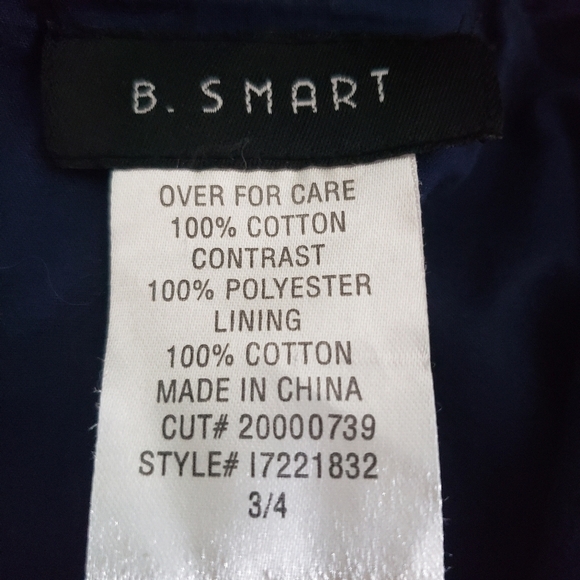 B. SMART
OVER FOR CARE
100% COTTON
CONTRAST
100% POLYESTER
LINING
100% COTTON
MADE IN CHINA
CUT# 20000739
STYLE# I7221832
3/4